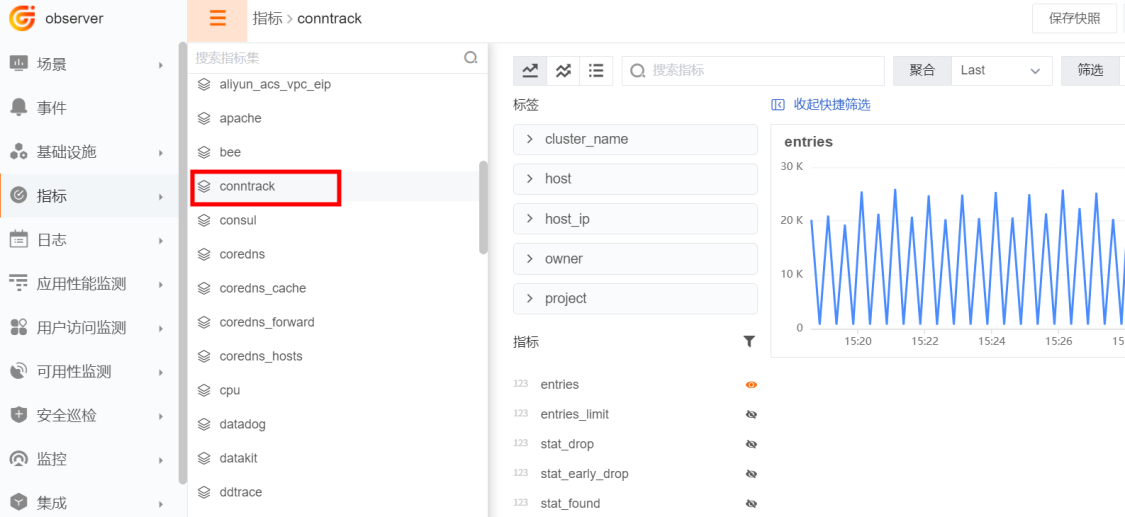 observer
指标 > conntrack
保存快照
场景
事件
基础设施
指标
日志
应用性能监测
用户访问监测
可用性监测
安全巡检
监控
集成
搜索指标集
aliyun_acs_vpc_eip
apache
bee
conntrack
consul
coredns
coredns_cache
coredns_forward
coredns_hosts
cpu
datadog
datakit
ddtrace
搜索指标
聚合
Last
筛选
标签
收起快捷筛选
cluster_name
host
host_ip
owner
project
指标
123 entries
123 entries_limit
123 stat_drop
123 stat_early_drop
123 stat_found
entries
30 K
20 K
10 K
0
15:20 15:22 15:24 15:26 15